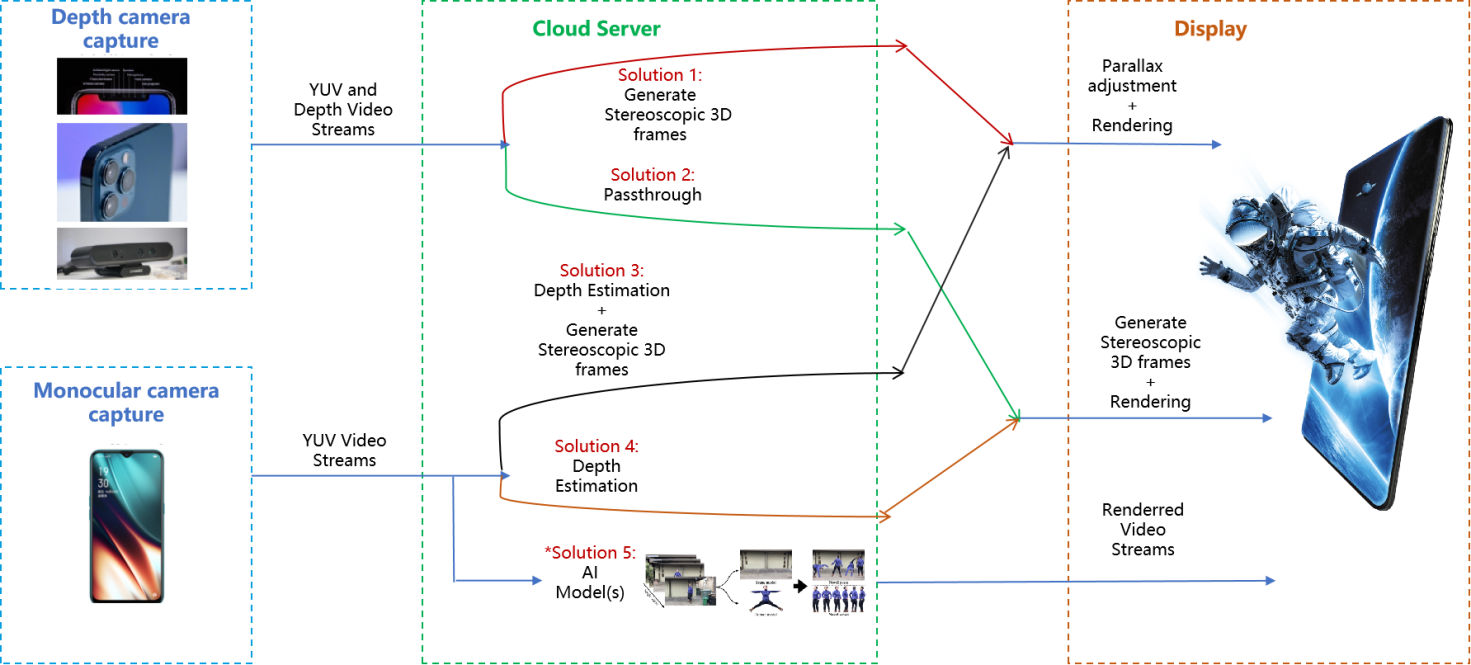 Depth camera
capture
YUV and
Depth Video
Streams
Monocular camera
capture
19
30
YUV Video
Streams
Cloud Server
Solution 1:
Generate
Stereoscopic 3D
frames
Solution 2:
Passthrough
Solution 3:
Depth Estimation
+
Generate
Stereoscopic 3D
frames
Solution 4:
Depth
Estimation
*Solution 5:
AI
Model(s)
Display
Parallax
adjustment
+
Rendering
Generate
Stereoscopic
3D frames
+
Rendering
Renderred
Video
Streams